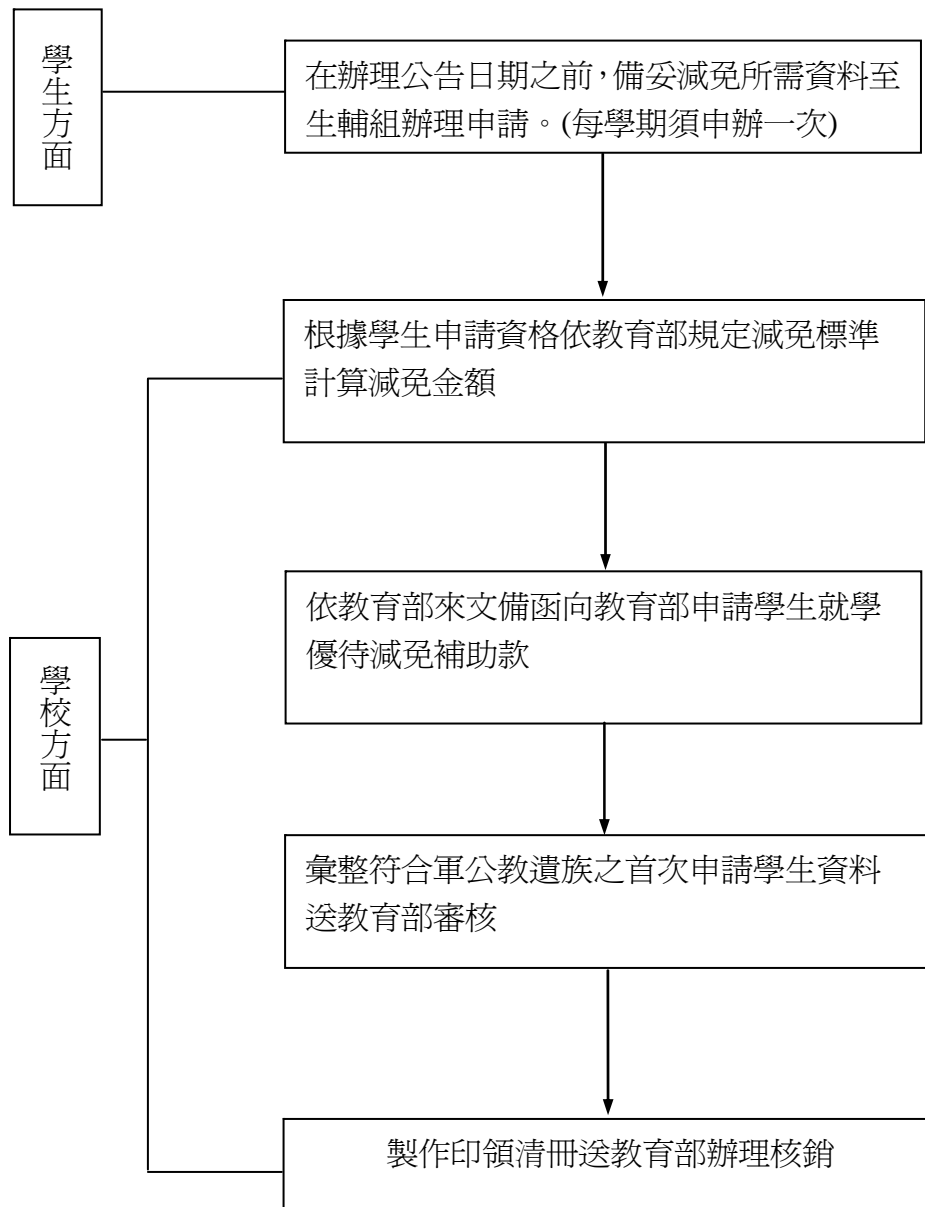 學生方面
在辦理公告日期之前，備妥減免所需資料至
生輔組辦理申請。(每學期須申辦一次)
根據學生申請資格依教育部規定減免標準
計算減免金額
依教育部來文備函向教育部申請學生就學
優待減免補助款
學校方面
彙整符合軍公教遺族之首次申請學生資料
送教育部審核
製作印領清冊送教育部辦理核銷